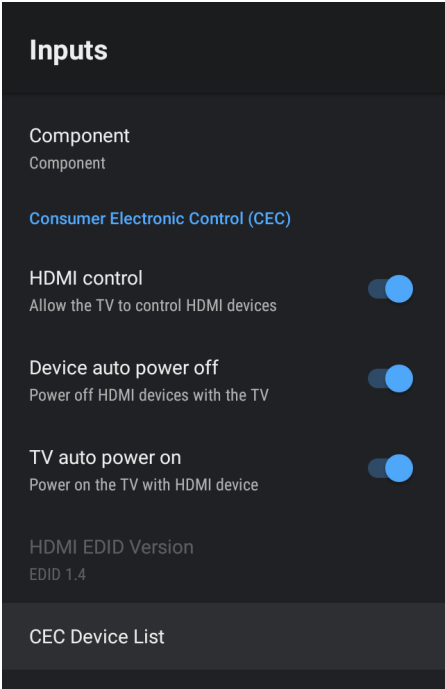 Inputs
Component
Component
Consumer Electronic Control (CEC)
HDMI control
Allow the TV to control HDMI devices
Device auto power off
Power off HDMI devices with the TV
TV auto power on
Power on the TV with HDMI device
HDMI EDID Version
EDID 1.4
CEC Device List